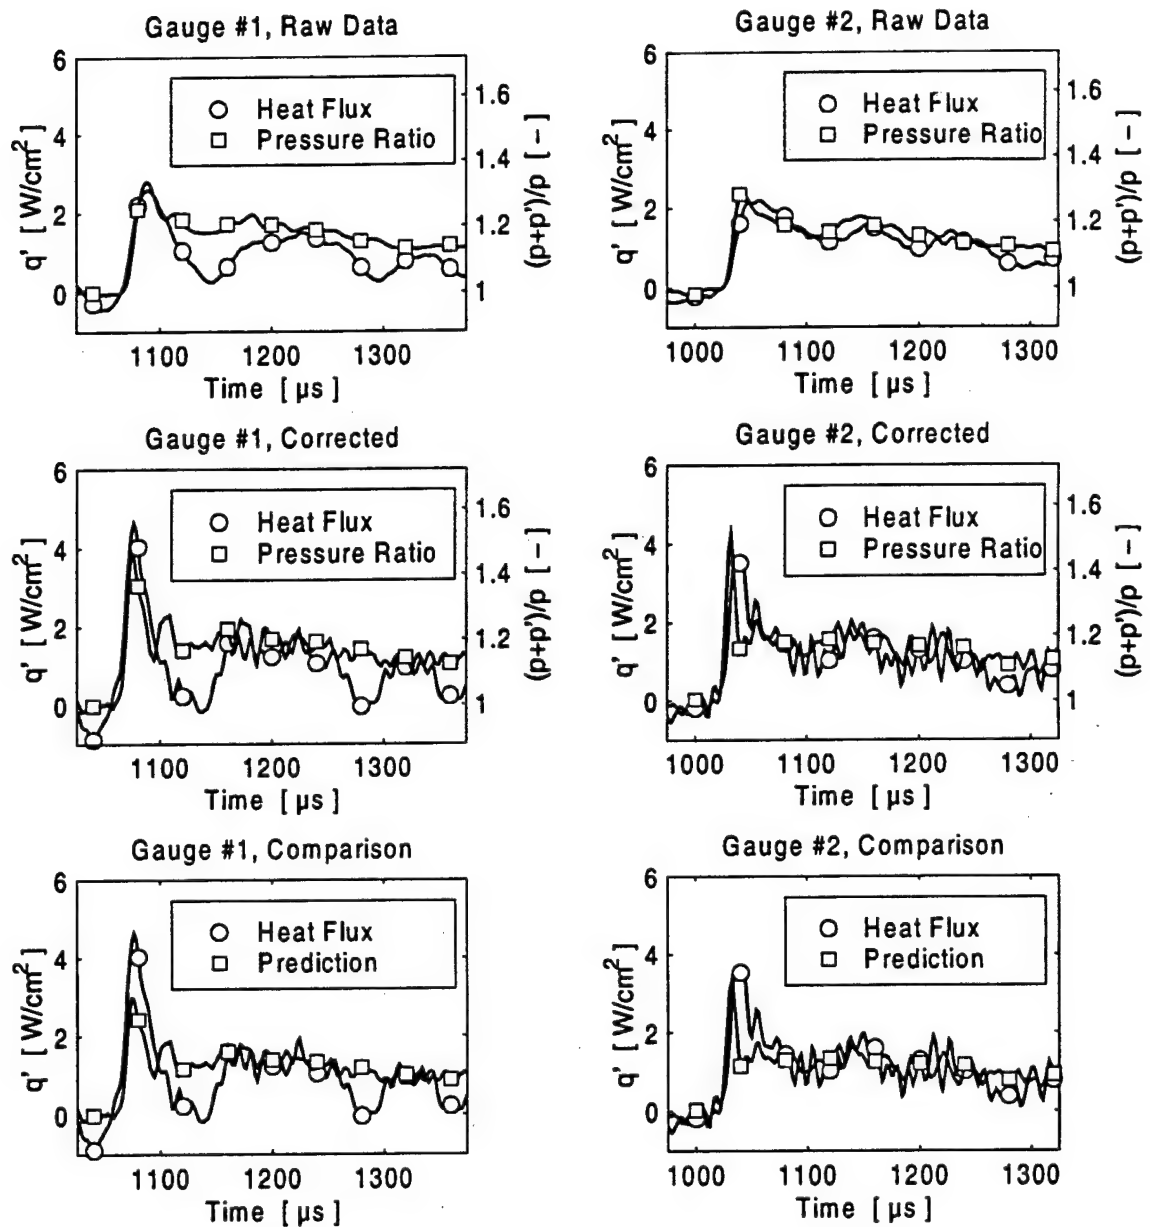 Gauge #1, Raw Data
6
4
2
0
q' [ W/cm² ]
Heat Flux
Pressure Ratio
1.6
1.4
1.2
1
(p+p')/p [ – ]
1100 1200 1300
Time [ µs ]
Gauge #2, Raw Data
6
4
2
0
q' [ W/cm² ]
Heat Flux
Pressure Ratio
1.6
1.4
1.2
1
(p+p')/p [ – ]
1000 1100 1200 1300
Time [ µs ]
Gauge #1, Corrected
6
4
2
0
q' [ W/cm² ]
Heat Flux
Pressure Ratio
1.6
1.4
1.2
1
(p+p')/p [ – ]
1100 1200 1300
Time [ µs ]
Gauge #2, Corrected
6
4
2
0
q' [ W/cm² ]
Heat Flux
Pressure Ratio
1.6
1.4
1.2
1
(p+p')/p [ – ]
1000 1100 1200 1300
Time [ µs ]
Gauge #1, Comparison
6
4
2
0
q' [ W/cm² ]
Heat Flux
Prediction
1100 1200 1300
Time [ µs ]
Gauge #2, Comparison
6
4
2
0
q' [ W/cm² ]
Heat Flux
Prediction
1000 1100 1200 1300
Time [ µs ]